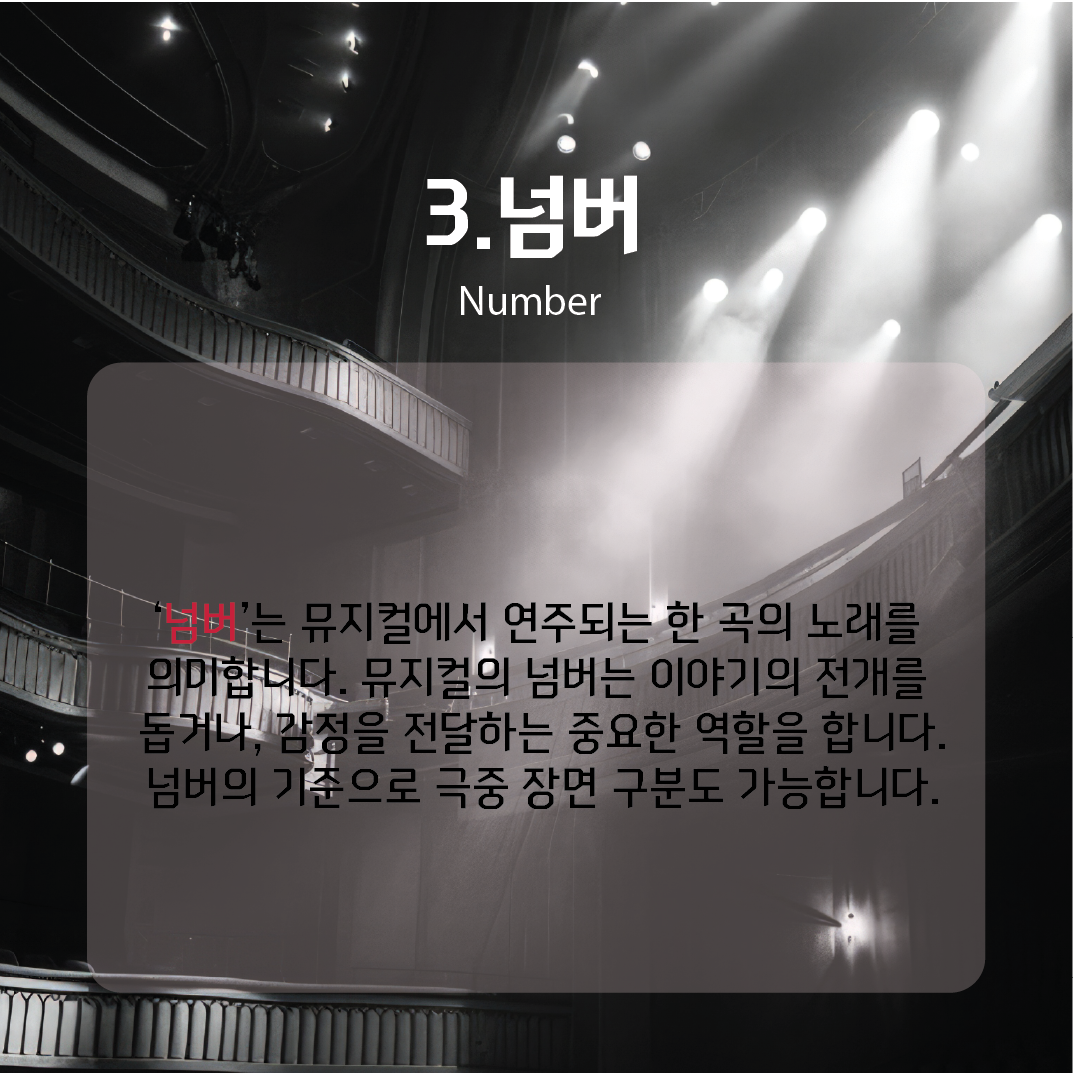 3.넘버
Number
‘넘버’는 뮤지컬에서 연주되는 한 곡의 노래를
의미합니다. 뮤지컬의 넘버는 이야기의 전개를
돕거나, 감정을 전달하는 중요한 역할을 합니다.
넘버의 기준으로 극중 장면 구분도 가능합니다.